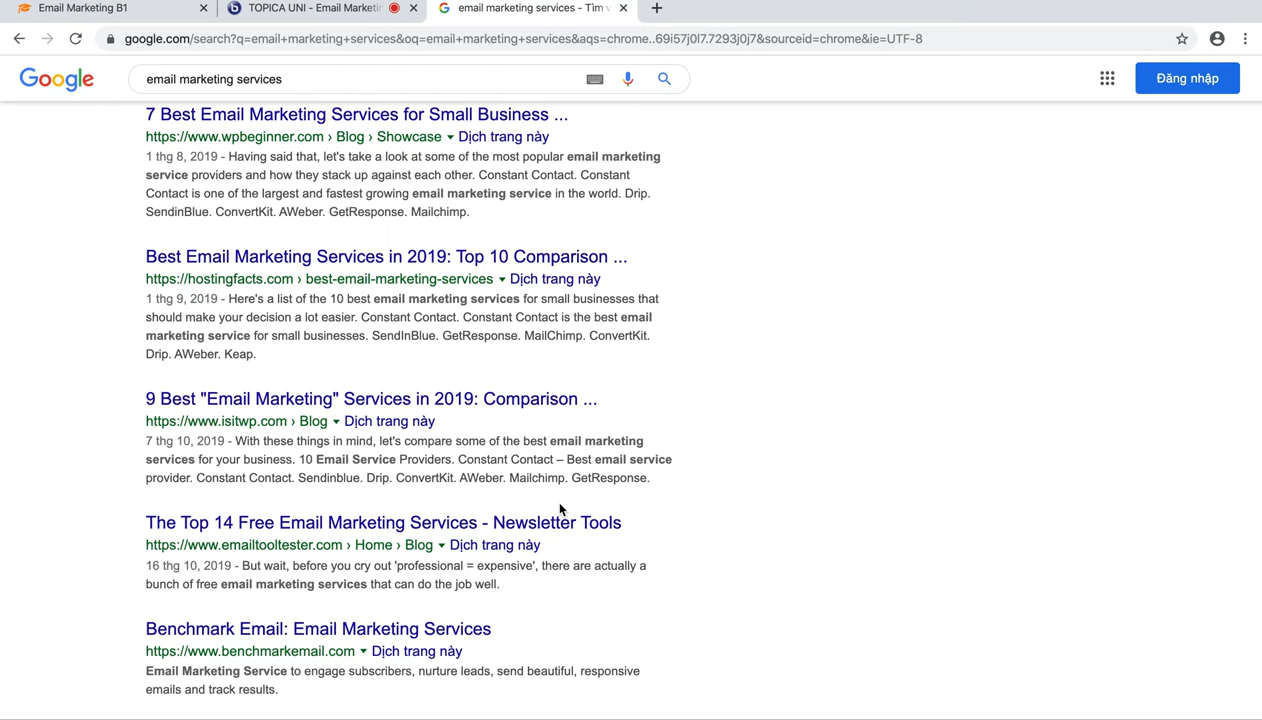 Email Marketing B1
TOPICA UNI - Email Marketin
email marketing services - Tìm v
google.com/search?q=email+marketing+services&oq=email+marketing+services&aqs=chrome..69i57j0l7.7293j0j7&sourceid=chrome&ie=UTF-8
Google
email marketing services
Đăng nhập
7 Best Email Marketing Services for Small Business ...
https://www.wpbeginner.com › Blog › Showcase ▾ Dịch trang này
1 thg 8, 2019 - Having said that, let's take a look at some of the most popular email marketing
service providers and how they stack up against each other. Constant Contact. Constant
Contact is one of the largest and fastest growing email marketing service in the world. Drip.
SendinBlue. ConvertKit. AWeber. GetResponse. Mailchimp.
Best Email Marketing Services in 2019: Top 10 Comparison ...
https://hostingfacts.com › best-email-marketing-services ▾ Dịch trang này
1 thg 9, 2019 - Here's a list of the 10 best email marketing services for small businesses that
should make your decision a lot easier. Constant Contact. Constant Contact is the best email
marketing service for small businesses. SendInBlue. GetResponse. MailChimp. ConvertKit.
Drip. AWeber. Keap.
9 Best "Email Marketing" Services in 2019: Comparison ...
https://www.isitwp.com › Blog ▾ Dịch trang này
7 thg 10, 2019 - With these things in mind, let's compare some of the best email marketing
services for your business. 10 Email Service Providers. Constant Contact – Best email service
provider. Constant Contact. Sendinblue. Drip. ConvertKit. AWeber. Mailchimp. GetResponse.
The Top 14 Free Email Marketing Services - Newsletter Tools
https://www.emailtooltester.com › Home › Blog ▾ Dịch trang này
16 thg 10, 2019 - But wait, before you cry out 'professional = expensive', there are actually a
bunch of free email marketing services that can do the job well.
Benchmark Email: Email Marketing Services
https://www.benchmarkemail.com ▾ Dịch trang này
Email Marketing Service to engage subscribers, nurture leads, send beautiful, responsive
emails and track results.